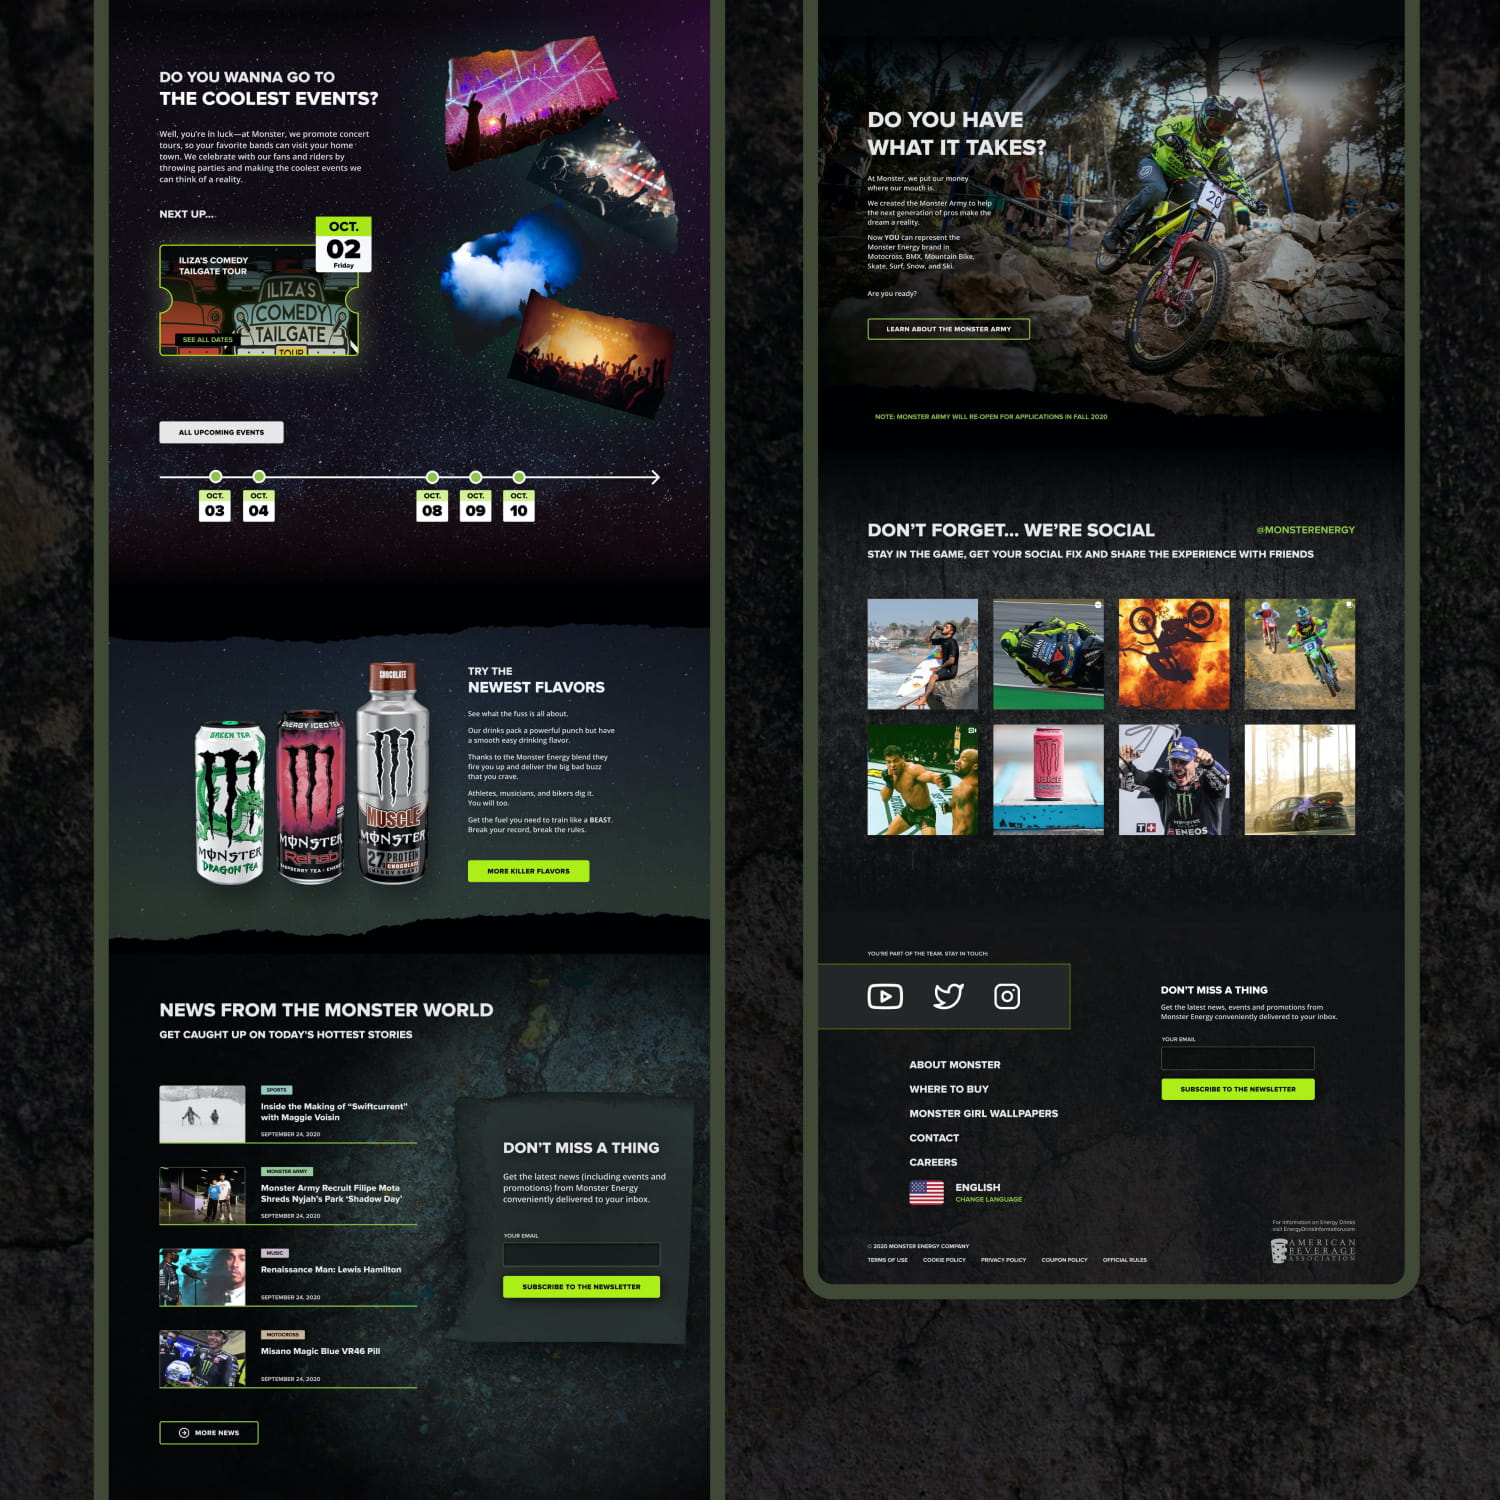 DO YOU WANNA GO TO
THE COOLEST EVENTS?
Well, you're in luck—at Monster, we promote concert
tours, so your favorite bands can visit your home
town. We celebrate with our fans and riders by
throwing parties and making the coolest events we
can think of a reality.
NEXT UP...
OCT.
02
Friday
ILIZA'S COMEDY
TAILGATE TOUR
ILIZA'S
COMEDY
TAILGATE
TOUR
SEE ALL DATES
ALL UPCOMING EVENTS
OCT.
03
OCT.
04
OCT.
08
OCT.
09
OCT.
10
GREEN TEA
MONSTER
DRAGON TEA
ENERGY ICED TEA
MONSTER
Rehab
RASPBERRY TEA + ENERGY
CHOCOLATE
MUSCLE
MONSTER
27 PROTEIN
CHOCOLATE
ENERGY SHAKE
TRY THE
NEWEST FLAVORS
See what the fuss is all about.
Our drinks pack a powerful punch but have
a smooth easy drinking flavor.
Thanks to the Monster Energy blend they
fire you up and deliver the big bad buzz
that you crave.
Athletes, musicians, and bikers dig it.
You will too.
Get the fuel you need to train like a BEAST.
Break your record, break the rules.
MORE KILLER FLAVORS
NEWS FROM THE MONSTER WORLD
GET CAUGHT UP ON TODAY'S HOTTEST STORIES
SPORTS
Inside the Making of "Swiftcurrent"
with Maggie Voisin
SEPTEMBER 24, 2020
MONSTER ARMY
Monster Army Recruit Filipe Mota
Shreds Nyjah's Park 'Shadow Day'
SEPTEMBER 24, 2020
MUSIC
Renaissance Man: Lewis Hamilton
SEPTEMBER 24, 2020
MOTOCROSS
Misano Magic Blue VR46 Pill
SEPTEMBER 24, 2020
MORE NEWS
DON'T MISS A THING
Get the latest news (including events and
promotions) from Monster Energy
conveniently delivered to your inbox.
YOUR EMAIL
SUBSCRIBE TO THE NEWSLETTER
DO YOU HAVE
WHAT IT TAKES?
At Monster, we put our money
where our mouth is.
We created the Monster Army to help
the next generation of pros make the
dream a reality.
Now YOU can represent the
Monster Energy brand in
Motocross, BMX, Mountain Bike,
Skate, Surf, Snow, and Ski.
Are you ready?
LEARN ABOUT THE MONSTER ARMY
20
NOTE: MONSTER ARMY WILL RE-OPEN FOR APPLICATIONS IN FALL 2020
DON'T FORGET... WE'RE SOCIAL
@MONSTERENERGY
STAY IN THE GAME, GET YOUR SOCIAL FIX AND SHARE THE EXPERIENCE WITH FRIENDS
YAMAHA
JUICE
MONSTER
ENEOS
YOU'RE PART OF THE TEAM. STAY IN TOUCH:
ABOUT MONSTER
WHERE TO BUY
MONSTER GIRL WALLPAPERS
CONTACT
CAREERS
ENGLISH
CHANGE LANGUAGE
DON'T MISS A THING
Get the latest news, events and promotions from
Monster Energy conveniently delivered to your inbox.
YOUR EMAIL
SUBSCRIBE TO THE NEWSLETTER
© 2020 MONSTER ENERGY COMPANY
TERMS OF USE
COOKIE POLICY
PRIVACY POLICY
COUPON POLICY
OFFICIAL RULES
For Information on Energy Drinks
visit EnergyDrinkInformation.com
AMERICAN
BEVERAGE
ASSOCIATION